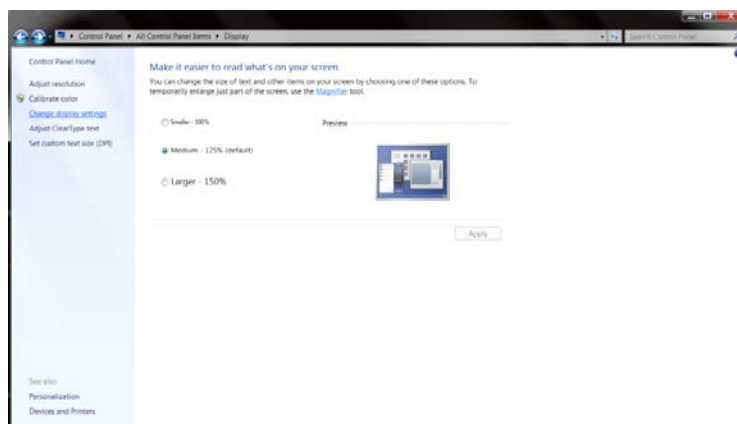 Control Panel ▸ All Control Panel Items ▸ Display
Search Control Panel
Control Panel Home
Adjust resolution
Calibrate color
Change display settings
Adjust ClearType text
Set custom text size (DPI)
Make it easier to read what's on your screen
You can change the size of text and other items on your screen by choosing one of these options. To
temporarily enlarge just part of the screen, use the Magnifier tool.
Smaller - 100%
Preview
Medium - 125% (default)
Larger - 150%
Apply
See also
Personalization
Devices and Printers